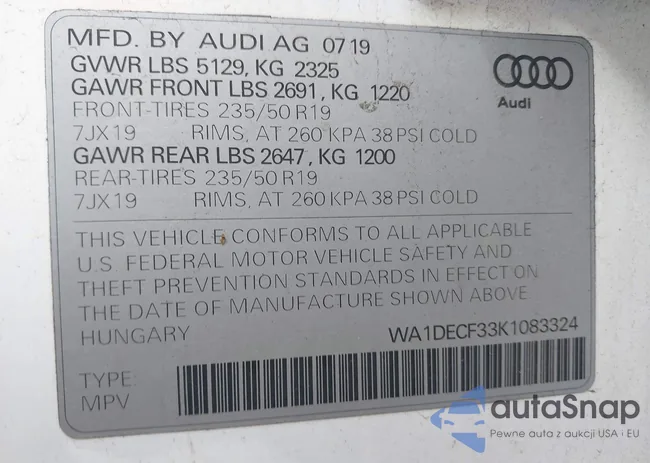 MFD. BY AUDI AG 07 19
GVWR LBS 5129, KG 2325
GAWR FRONT LBS 2691, KG 1220
FRONT-TIRES 235/50 R19
7JX19 RIMS, AT 260 KPA 38 PSI COLD
GAWR REAR LBS 2647, KG 1200
REAR-TIRES 235/50 R19
7JX19 RIMS, AT 260 KPA 38 PSI COLD
Audi
THIS VEHICLE CONFORMS TO ALL APPLICABLE
U.S. FEDERAL MOTOR VEHICLE SAFETY AND
THEFT PREVENTION STANDARDS IN EFFECT ON
THE DATE OF MANUFACTURE SHOWN ABOVE
HUNGARY WA1DECF33K1083324
TYPE:
MPV
autaSnap
Pewne auta z aukcji USA i EU